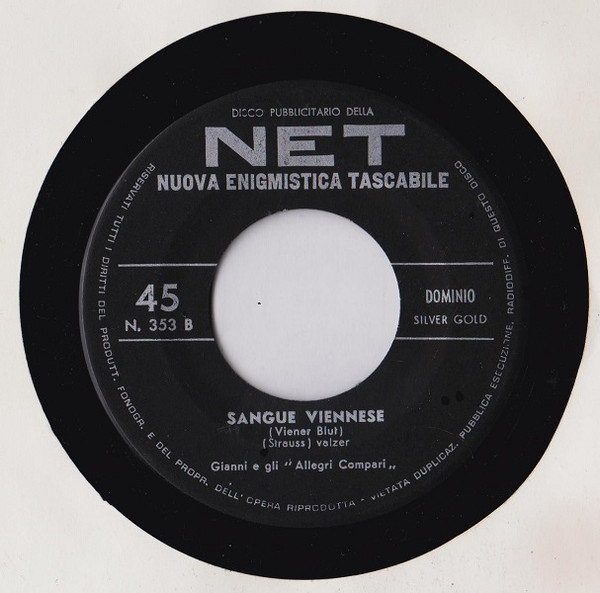 DISCO PUBBLICITARIO DELLA
NET
NUOVA ENIGMISTICA TASCABILE
45
N. 353 B
DOMINIO
SILVER GOLD
SANGUE VIENNESE
(Viener Blut)
(Strauss) valzer
Gianni e gli "Allegri Compari„
RISERVATI TUTTI I DIRITTI DEL PRODUTT. FONOGR. E DEL PROPR. DELL'OPERA RIPRODOTTA - VIETATA DUPLICAZ. PUBBLICA ESECUZIONE, RADIODIFF. DI QUESTO DISCO